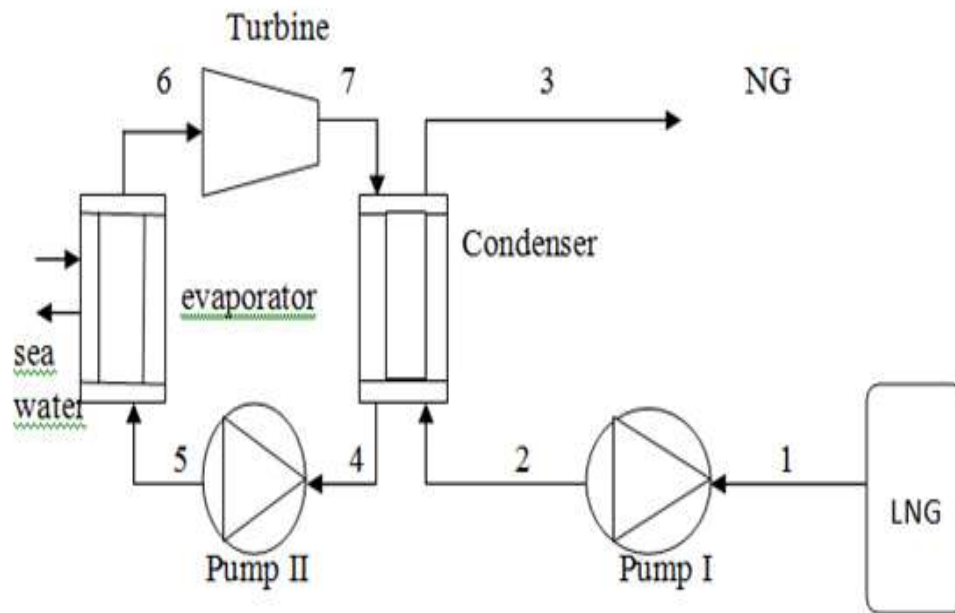 Turbine
6
7
3
NG
Condenser
evaporator
sea
water
5
4
2
1
LNG
Pump II
Pump I